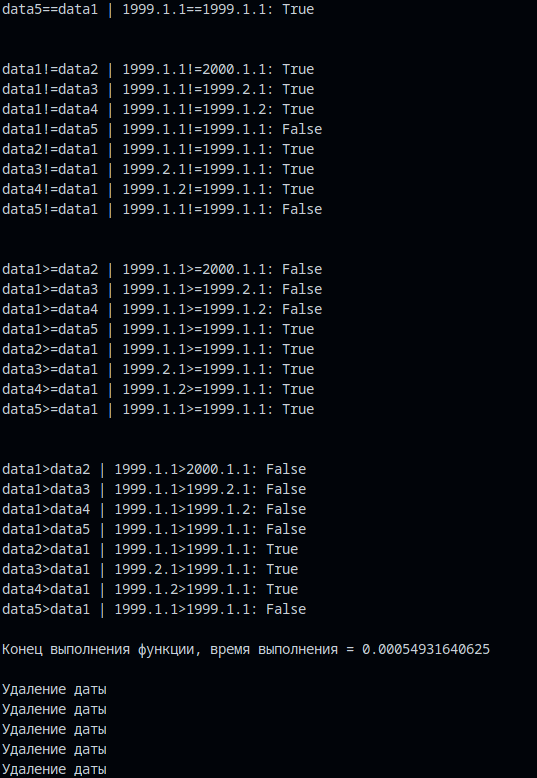 data5==data1 | 1999.1.1==1999.1.1: True
data1!=data2 | 1999.1.1!=2000.1.1: True
data1!=data3 | 1999.1.1!=1999.2.1: True
data1!=data4 | 1999.1.1!=1999.1.2: True
data1!=data5 | 1999.1.1!=1999.1.1: False
data2!=data1 | 1999.1.1!=1999.1.1: True
data3!=data1 | 1999.2.1!=1999.1.1: True
data4!=data1 | 1999.1.2!=1999.1.1: True
data5!=data1 | 1999.1.1!=1999.1.1: False
data1>=data2 | 1999.1.1>=2000.1.1: False
data1>=data3 | 1999.1.1>=1999.2.1: False
data1>=data4 | 1999.1.1>=1999.1.2: False
data1>=data5 | 1999.1.1>=1999.1.1: True
data2>=data1 | 1999.1.1>=1999.1.1: True
data3>=data1 | 1999.2.1>=1999.1.1: True
data4>=data1 | 1999.1.2>=1999.1.1: True
data5>=data1 | 1999.1.1>=1999.1.1: True
data1>data2 | 1999.1.1>2000.1.1: False
data1>data3 | 1999.1.1>1999.2.1: False
data1>data4 | 1999.1.1>1999.1.2: False
data1>data5 | 1999.1.1>1999.1.1: False
data2>data1 | 1999.1.1>1999.1.1: True
data3>data1 | 1999.2.1>1999.1.1: True
data4>data1 | 1999.1.2>1999.1.1: True
data5>data1 | 1999.1.1>1999.1.1: False
Конец выполнения функции, время выполнения = 0.00054931640625
Удаление даты
Удаление даты
Удаление даты
Удаление даты
Удаление даты